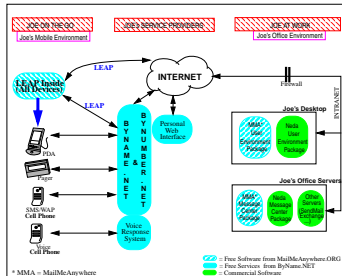 JOE ON THE GO
Joe's Mobile Environment
JOE's SERVICE PROVIDERS
JOE AT WORK
Joe's Office Environment
LEAP
INTERNET
LEAP Inside
(All Devices)
LEAP
Firewall
INTRANET
BYNAME.NET
&
BYNUMBER.NET
Personal
Web
Interface
PDA
Pager
SMS/WAP
Cell Phone
Voice
Cell Phone
Voice
Response
System
Joe's Desktop
MMA*
User
Environment
Package
Neda
User
Environment
Package
Joe's Office Servers
MMA*
Message
Center
Package
Neda
Message
Center
Package
Other
Servers
SendMail
Exchange
* MMA = MailMeAnywhere
= Free Software from MailMeAnywhere.ORG
= Free Services from ByName.NET
= Commercial Software